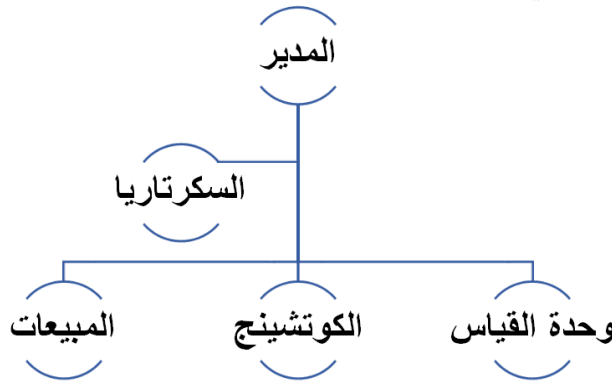 المدير
السكرتاريا
وحدة القياس
الكوتشينج
المبيعات